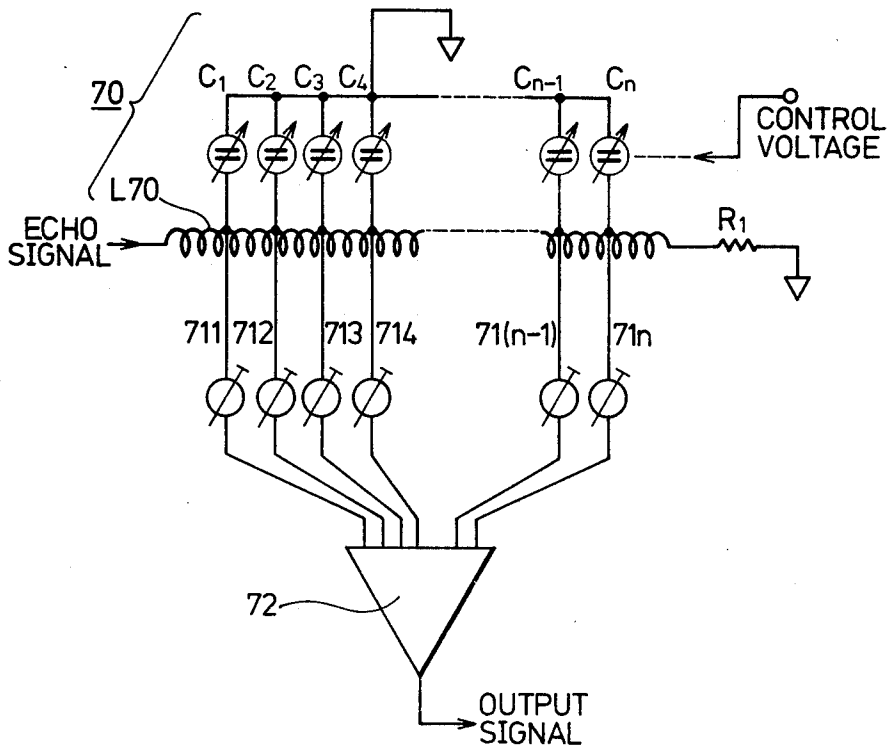 70
C1 C2 C3 C4 Cn-1 Cn
CONTROL
VOLTAGE
L70
ECHO
SIGNAL
R1
711 712 713 714 71(n-1) 71n
72
OUTPUT
SIGNAL